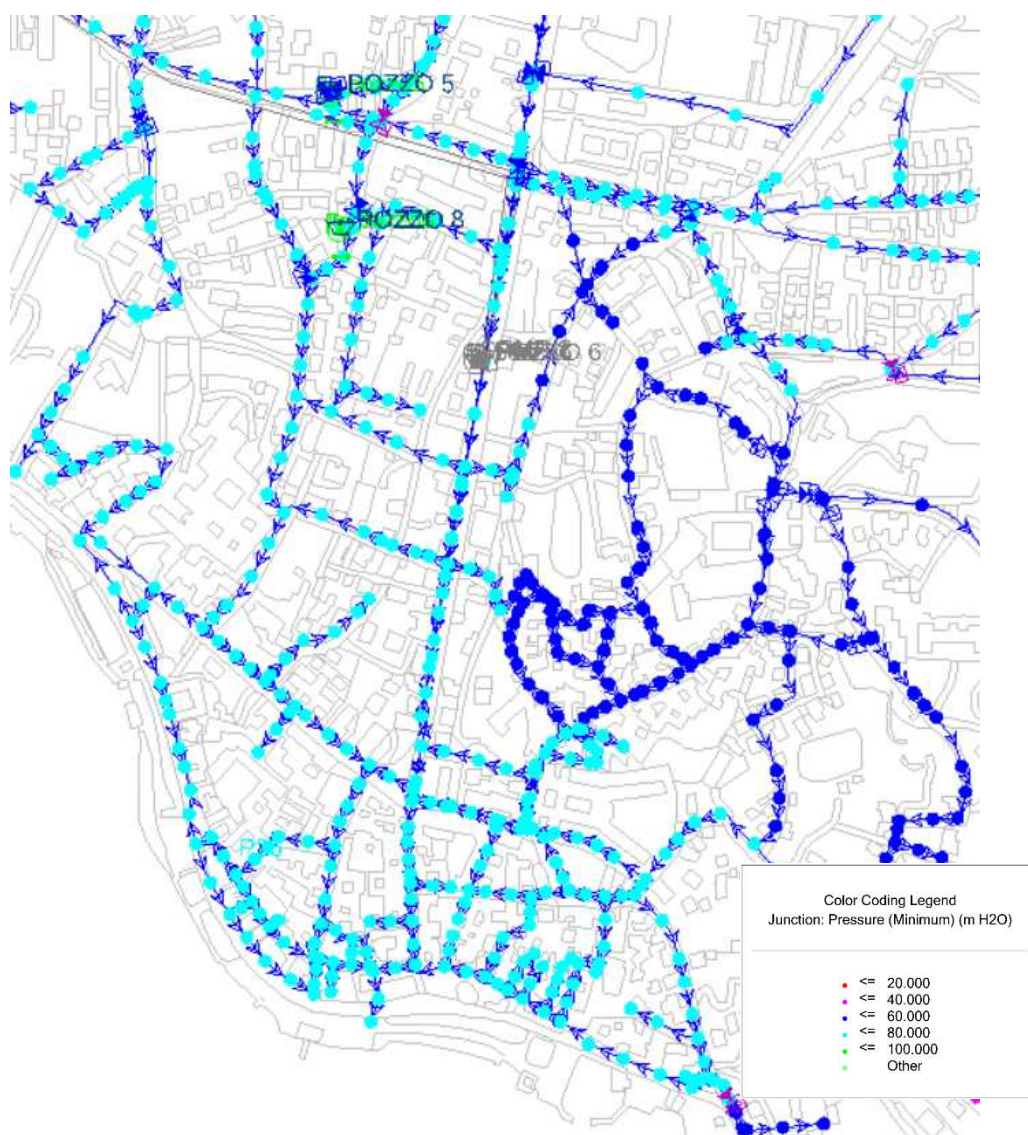 POZZO 5
POZZO 8
6
Color Coding Legend
Junction: Pressure (Minimum) (m H2O)
<= 20.000
<= 40.000
<= 60.000
<= 80.000
<= 100.000
Other